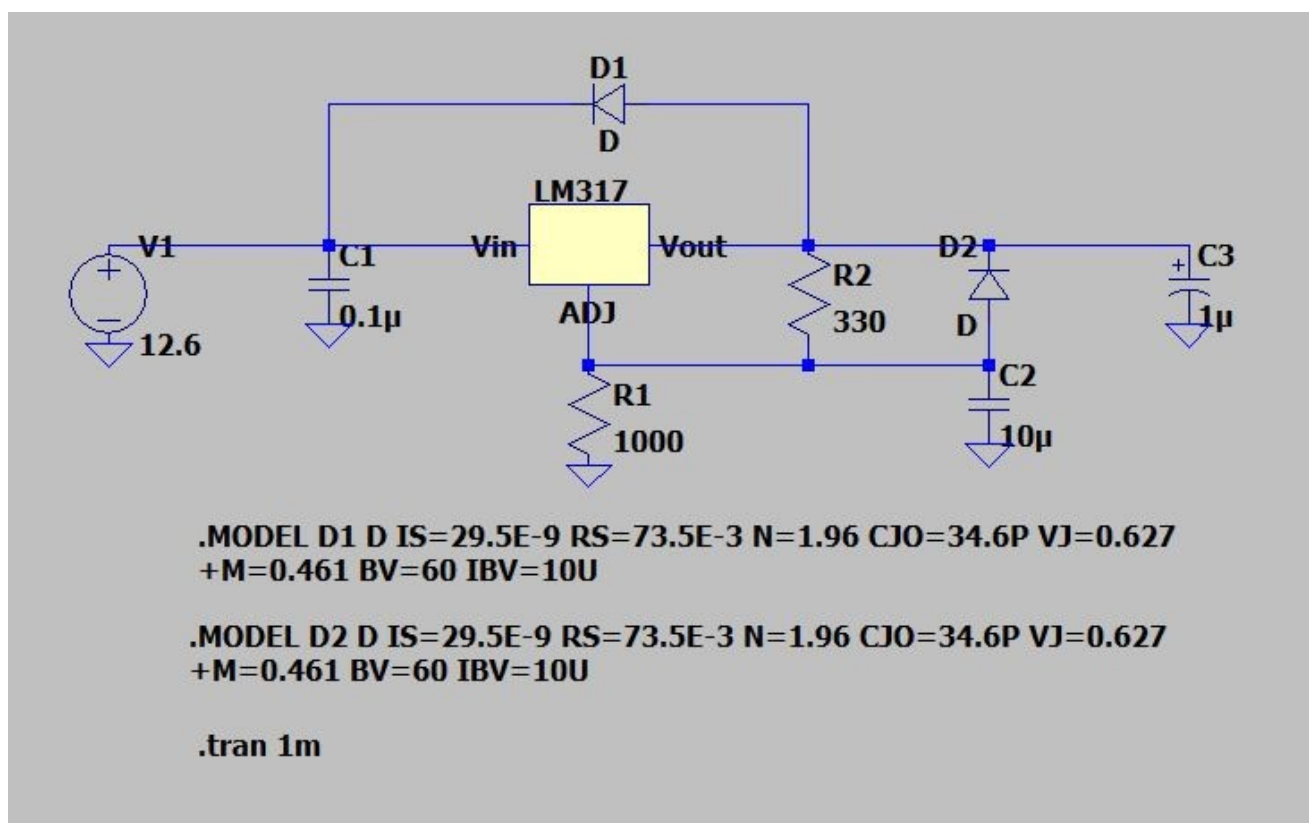 D1
D
LM317
V1
C1
Vin
Vout
D2
C3
R2
0.1µ
ADJ
330
D
1µ
12.6
C2
R1
1000
10µ
.MODEL D1 D IS=29.5E-9 RS=73.5E-3 N=1.96 CJO=34.6P VJ=0.627
+M=0.461 BV=60 IBV=10U
.MODEL D2 D IS=29.5E-9 RS=73.5E-3 N=1.96 CJO=34.6P VJ=0.627
+M=0.461 BV=60 IBV=10U
.tran 1m